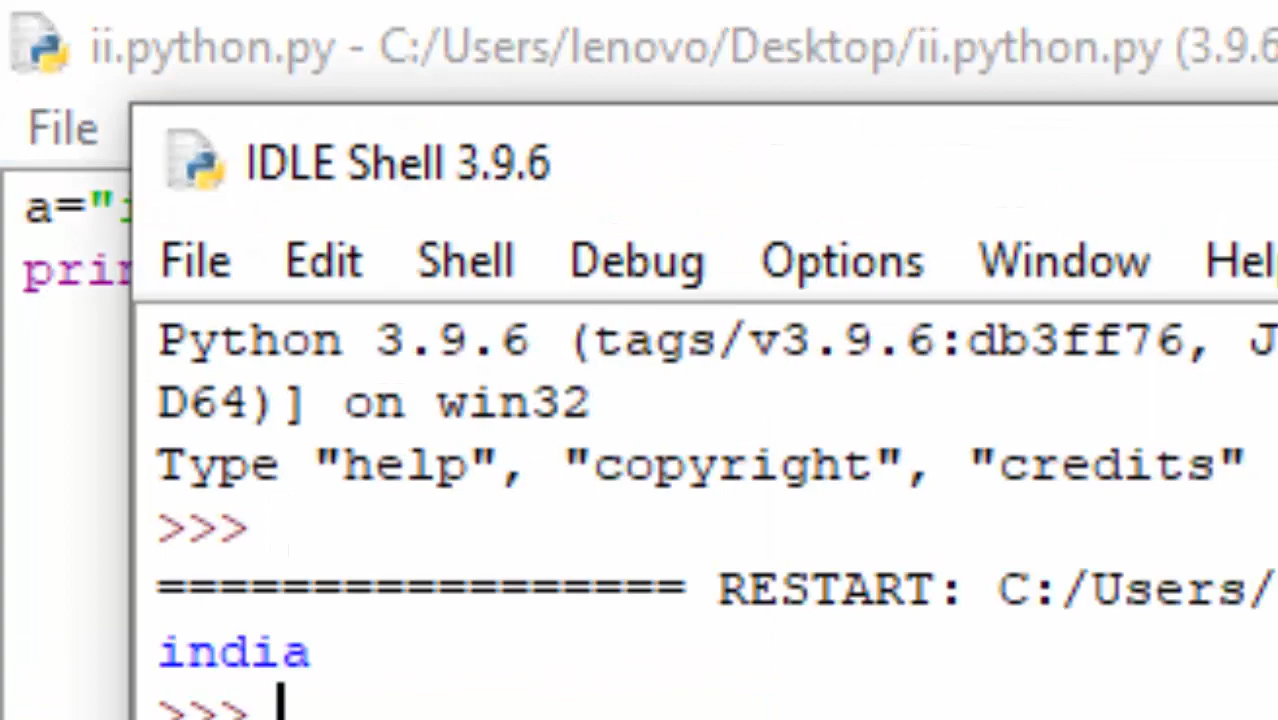 ii.python.py - C:/Users/lenovo/Desktop/ii.python.py (3.9.6
File
IDLE Shell 3.9.6
a="i
File Edit Shell Debug Options Window Help
prin
Python 3.9.6 (tags/v3.9.6:db3ff76, J
D64)] on win32
Type "help", "copyright", "credits"
>>>
================= RESTART: C:/Users/
india
>>>